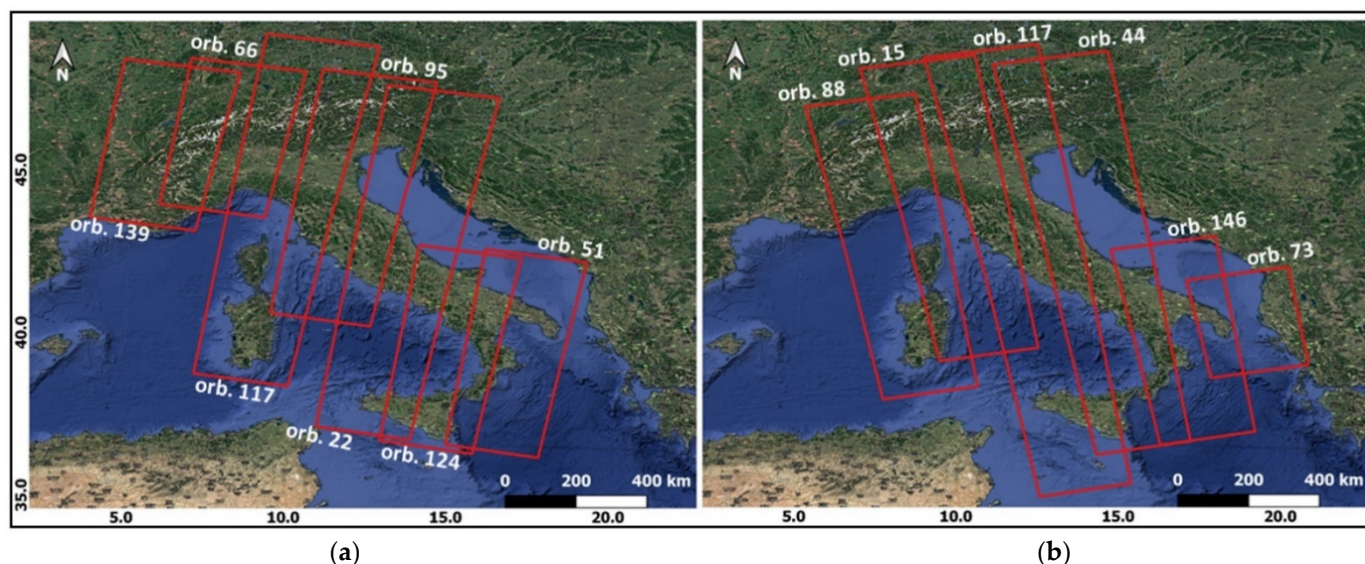 orb. 66
orb. 95
N
orb. 139
orb. 51
orb. 117
orb. 22
orb. 124
45.0
40.0
35.0
0 200 400 km
5.0 10.0 15.0 20.0
(a)
orb. 117
orb. 44
orb. 15
orb. 88
N
orb. 146
orb. 73
0 200 400 km
5.0 10.0 15.0 20.0
(b)